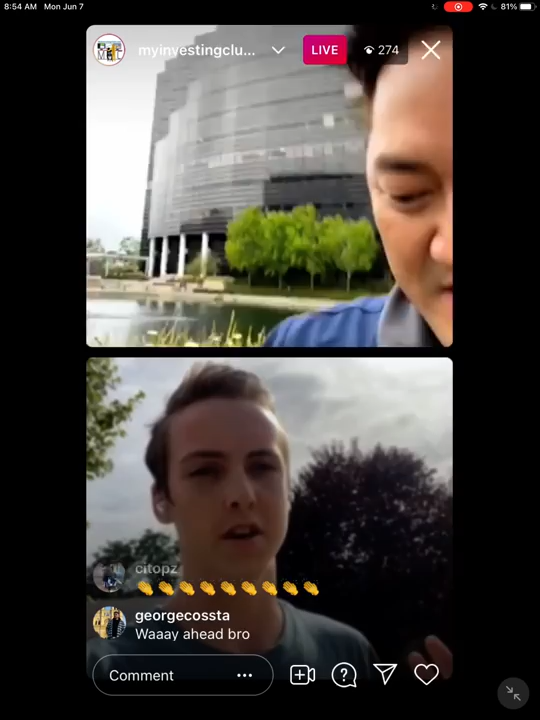 8:54 AM Mon Jun 7
81%
myinvestingclu...
LIVE
274
citopz
👏👏👏👏👏👏👏👏👏
georgecossta
Waaay ahead bro
Comment